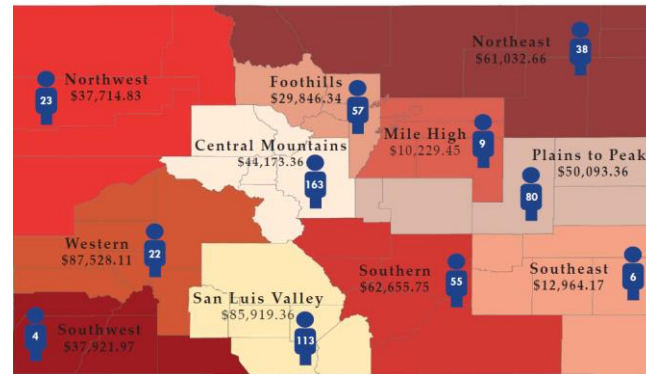 Northeast
$61,032.66
38
Northwest
$37,714.83
23
Foothills
$29,846.34
57
Mile High
$10,229.45
9
Central Mountains
$44,173.36
163
Plains to Peak
$50,093.36
80
Western
$87,528.11
22
Southern
$62,655.75
55
Southeast
$12,964.17
6
San Luis Valley
$85,919.36
113
Southwest
$37,921.97
4